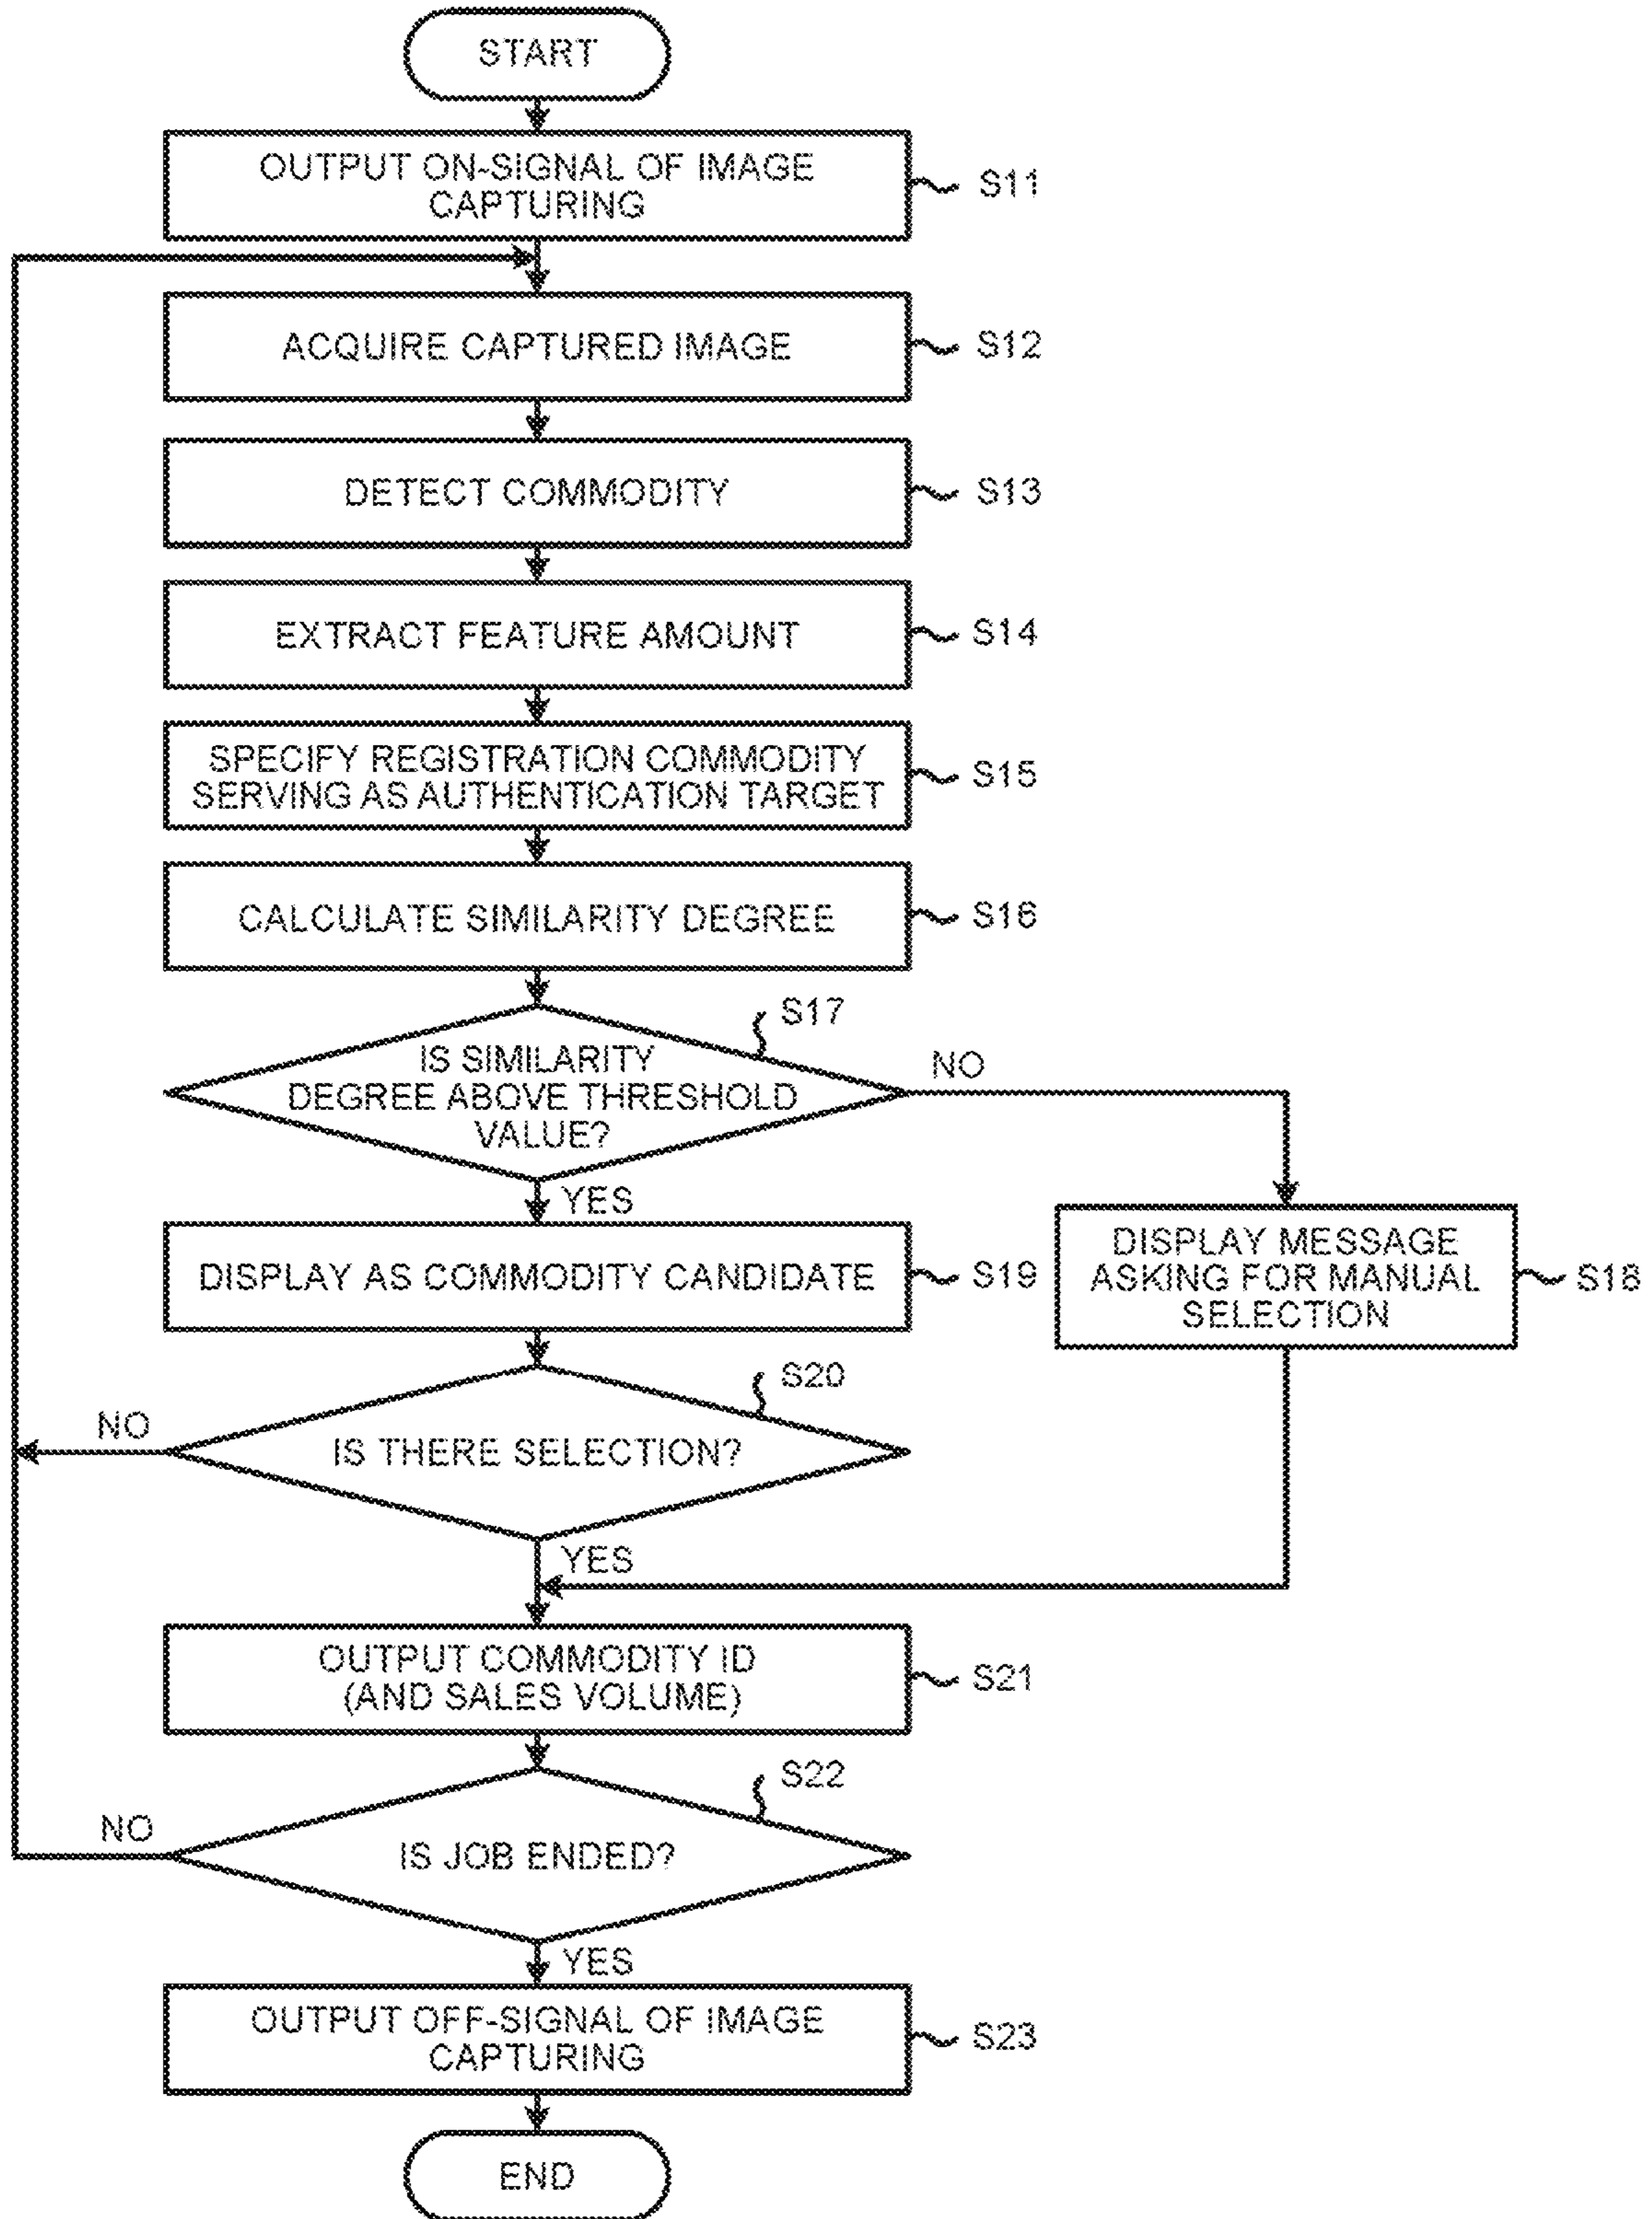 START
OUTPUT ON-SIGNAL OF IMAGE
CAPTURING
S11
ACQUIRE CAPTURED IMAGE
S12
DETECT COMMODITY
S13
EXTRACT FEATURE AMOUNT
S14
SPECIFY REGISTRATION COMMODITY
SERVING AS AUTHENTICATION TARGET
S15
CALCULATE SIMILARITY DEGREE
S16
S17
IS SIMILARITY
DEGREE ABOVE THRESHOLD
VALUE?
NO
YES
DISPLAY MESSAGE
ASKING FOR MANUAL
SELECTION
S18
DISPLAY AS COMMODITY CANDIDATE
S19
S20
NO
IS THERE SELECTION?
YES
OUTPUT COMMODITY ID
(AND SALES VOLUME)
S21
S22
NO
IS JOB ENDED?
YES
OUTPUT OFF-SIGNAL OF IMAGE
CAPTURING
S23
END